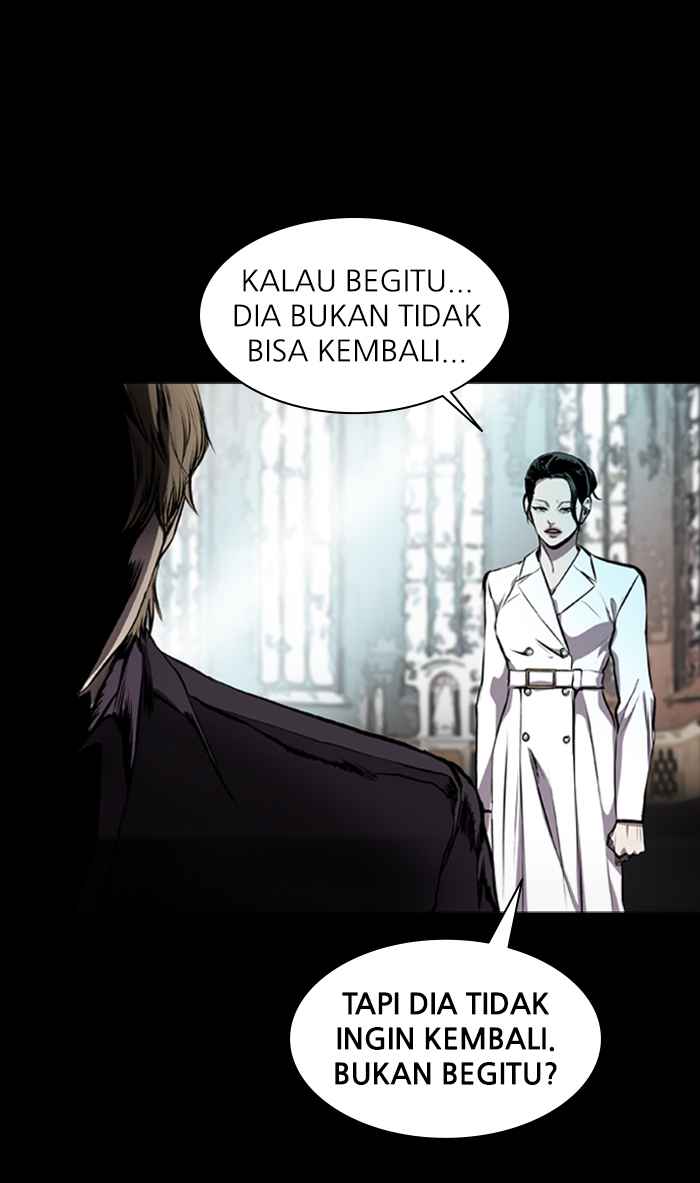 KALAU BEGITU...
DIA BUKAN TIDAK
BISA KEMBALI...
TAPI DIA TIDAK
INGIN KEMBALI.
BUKAN BEGITU?